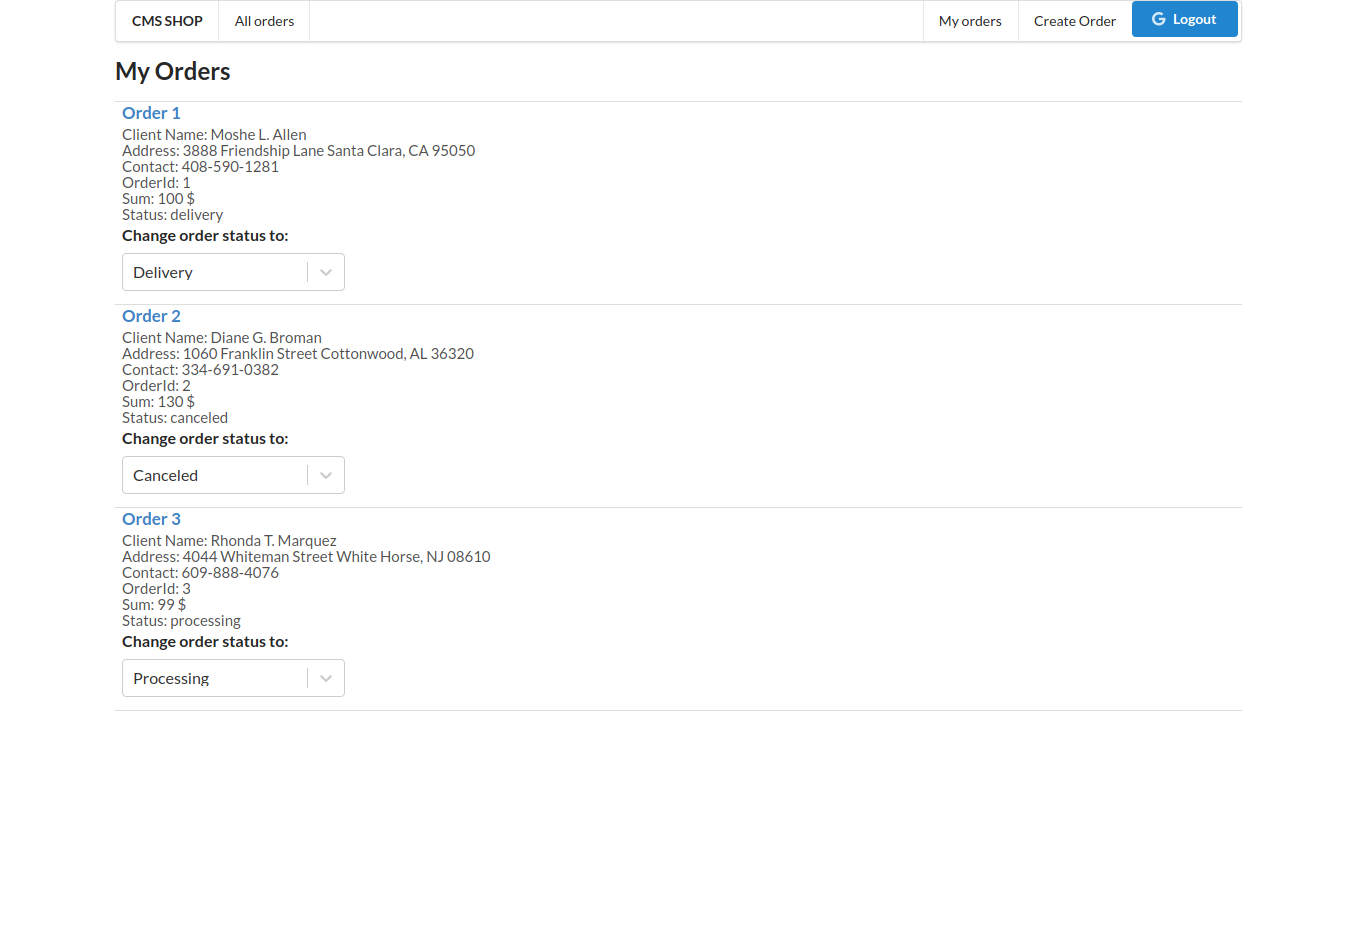 CMS SHOP All orders My orders Create Order Logout
My Orders
Order 1
Client Name: Moshe L. Allen
Address: 3888 Friendship Lane Santa Clara, CA 95050
Contact: 408-590-1281
OrderId: 1
Sum: 100 $
Status: delivery
Change order status to:
Delivery
Order 2
Client Name: Diane G. Broman
Address: 1060 Franklin Street Cottonwood, AL 36320
Contact: 334-691-0382
OrderId: 2
Sum: 130 $
Status: canceled
Change order status to:
Canceled
Order 3
Client Name: Rhonda T. Marquez
Address: 4044 Whiteman Street White Horse, NJ 08610
Contact: 609-888-4076
OrderId: 3
Sum: 99 $
Status: processing
Change order status to:
Processing